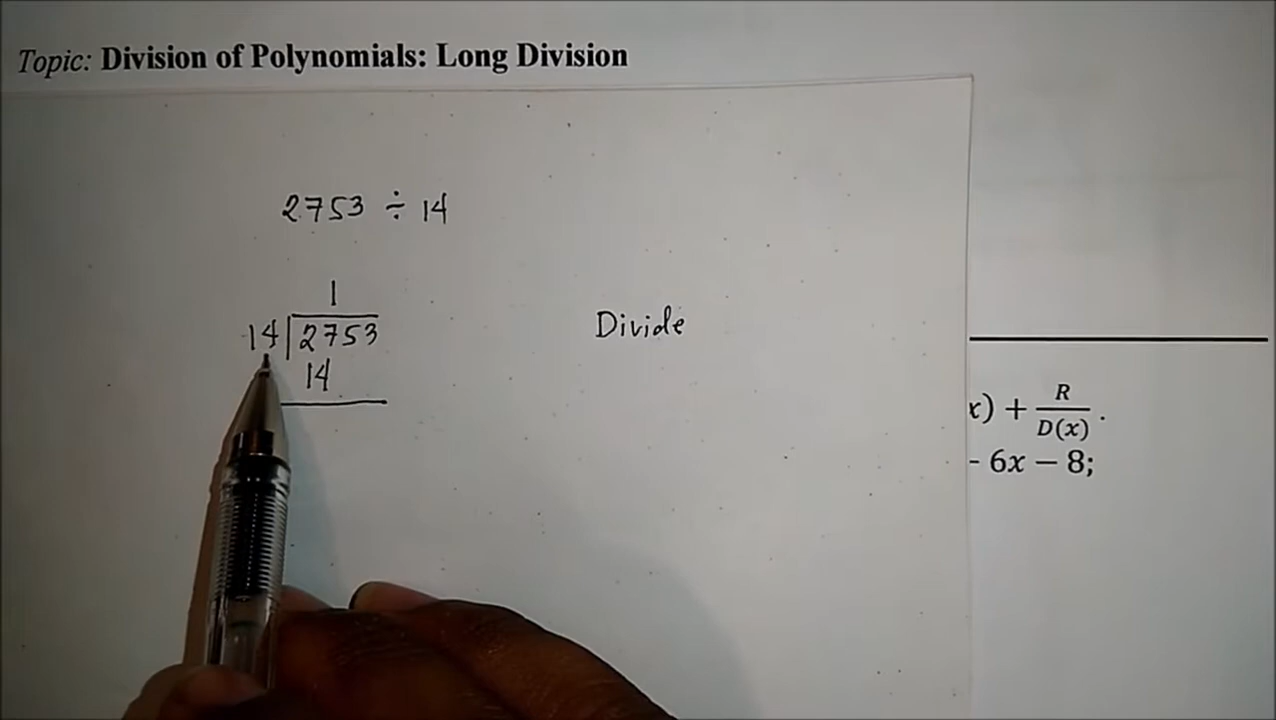 Topic: Division of Polynomials: Long Division
2753 ÷ 14
1
14 2753
14
Divide
x) + R/D(x) .
- 6x – 8;